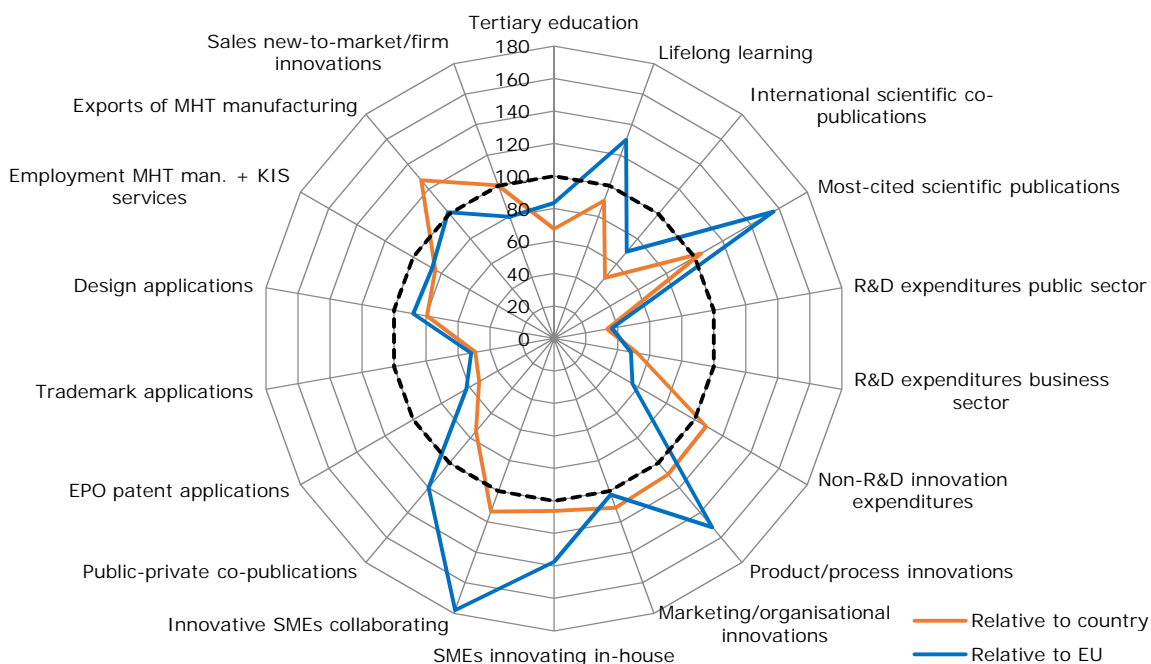 Tertiary education
Lifelong learning
International scientific co-
publications
Most-cited scientific publications
R&D expenditures public sector
R&D expenditures business
sector
Non-R&D innovation
expenditures
Product/process innovations
Marketing/organisational
innovations
SMEs innovating in-house
Innovative SMEs collaborating
Public-private co-publications
EPO patent applications
Trademark applications
Design applications
Employment MHT man. + KIS
services
Exports of MHT manufacturing
Sales new-to-market/firm
innovations
180
160
140
120
100
80
60
40
20
0
Relative to country
Relative to EU